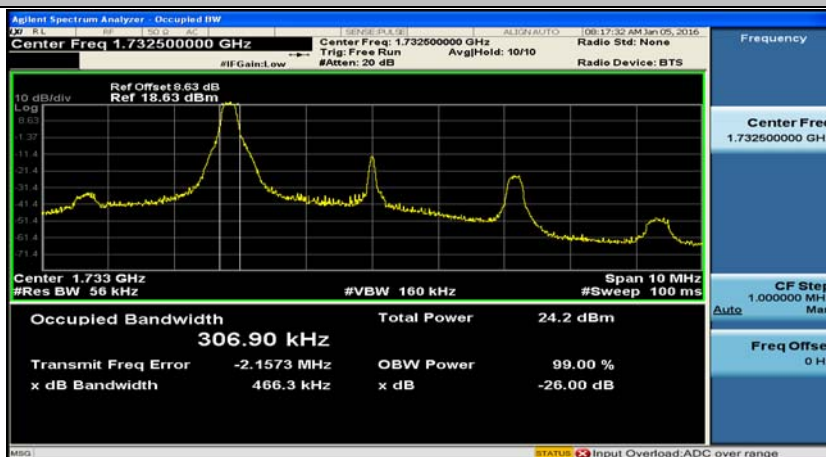 Agilent Spectrum Analyzer - Occupied BW
LXI RL RF 50 Ω AC SENSE:PULSE ALIGN AUTO 08:17:32 AM Jan 05, 2016
Center Freq 1.732500000 GHz
Center Freq: 1.732500000 GHz
Radio Std: None
Trig: Free Run Avg|Hold: 10/10
#IFGain:Low #Atten: 20 dB Radio Device: BTS
Frequency
Ref Offset 8.63 dB
10 dB/div Ref 18.63 dBm
Log
8.63
-1.37
-11.4
-21.4
-31.4
-41.4
-51.4
-61.4
-71.4
Center Fre
1.732500000 GH
Center 1.733 GHz Span 10 MHz
#Res BW 56 kHz #VBW 160 kHz #Sweep 100 ms
CF Step
1.000000 MH
Auto Ma
Occupied Bandwidth Total Power 24.2 dBm
306.90 kHz
Transmit Freq Error -2.1573 MHz OBW Power 99.00 %
x dB Bandwidth 466.3 kHz x dB -26.00 dB
Freq Offse
0 H
MSG STATUS Input Overload;ADC over range